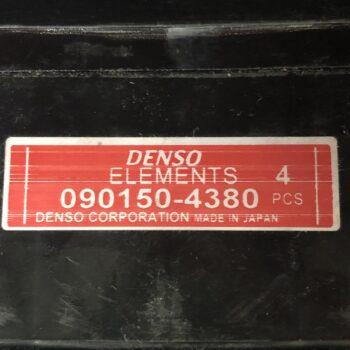 DENSO
ELEMENTS 4
090150-4380 PCS
DENSO CORPORATION MADE IN JAPAN